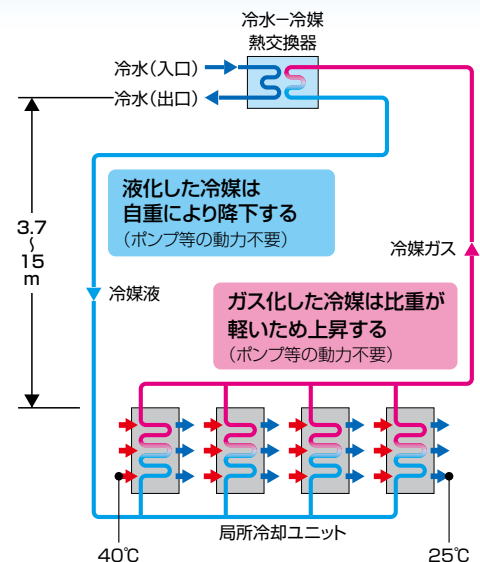 冷水－冷媒
熱交換器
冷水（入口）
冷水（出口）
液化した冷媒は
自重により降下する
（ポンプ等の動力不要）
3.7
～
15
m
冷媒ガス
冷媒液
ガス化した冷媒は比重が
軽いため上昇する
（ポンプ等の動力不要）
局所冷却ユニット
40℃
25℃